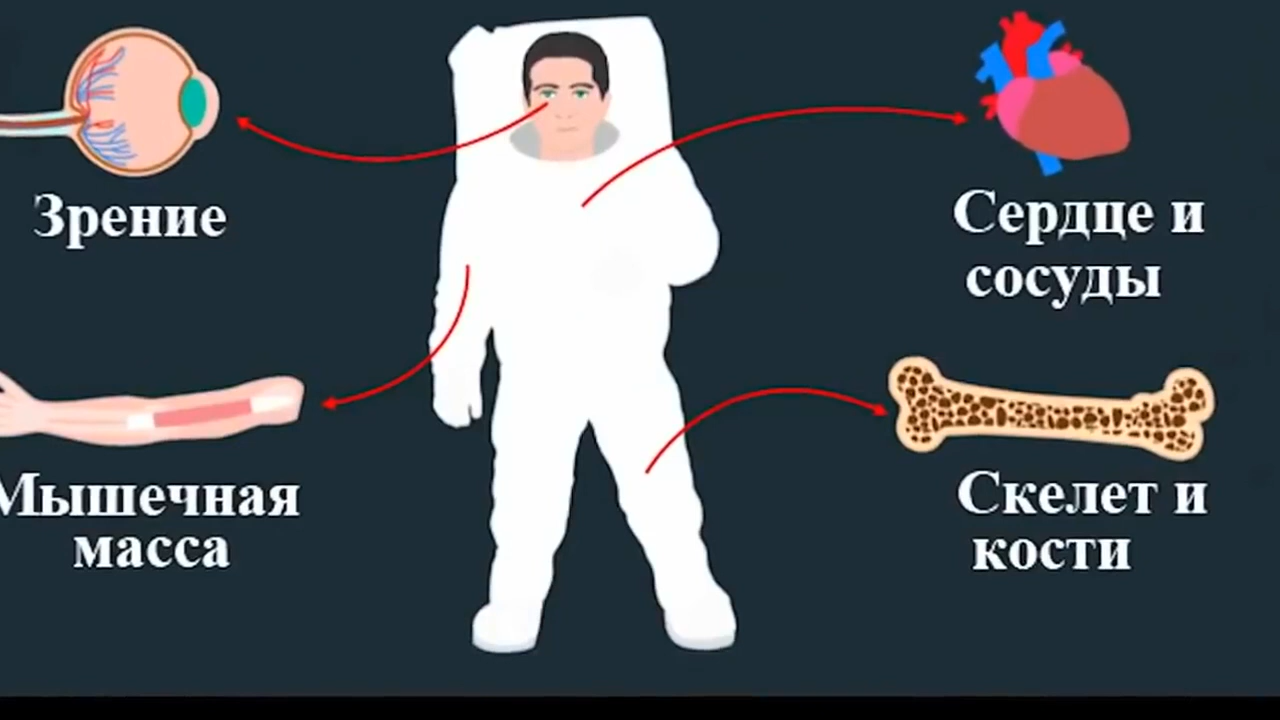 Зрение
Сердце и
сосуды
Мышечная
масса
Скелет и
кости